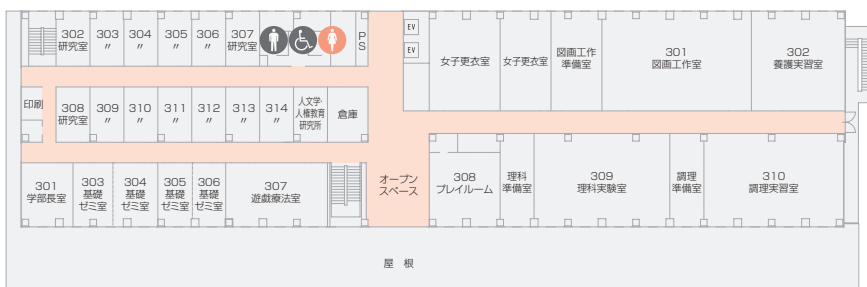 302
研究室
303
〃
304
〃
305
〃
306
〃
307
研究室
P
S
EV
EV
女子更衣室
女子更衣室
図画工作
準備室
301
図画工作室
302
養護実習室
印刷
308
研究室
309
〃
310
〃
311
〃
312
〃
313
〃
314
〃
人文学・
人権教育
研究所
倉庫
301
学部長室
303
基礎
ゼミ室
304
基礎
ゼミ室
305
基礎
ゼミ室
306
基礎
ゼミ室
307
遊戯療法室
オープン
スペース
308
プレイルーム
理科
準備室
309
理科実験室
調理
準備室
310
調理実習室
屋 根